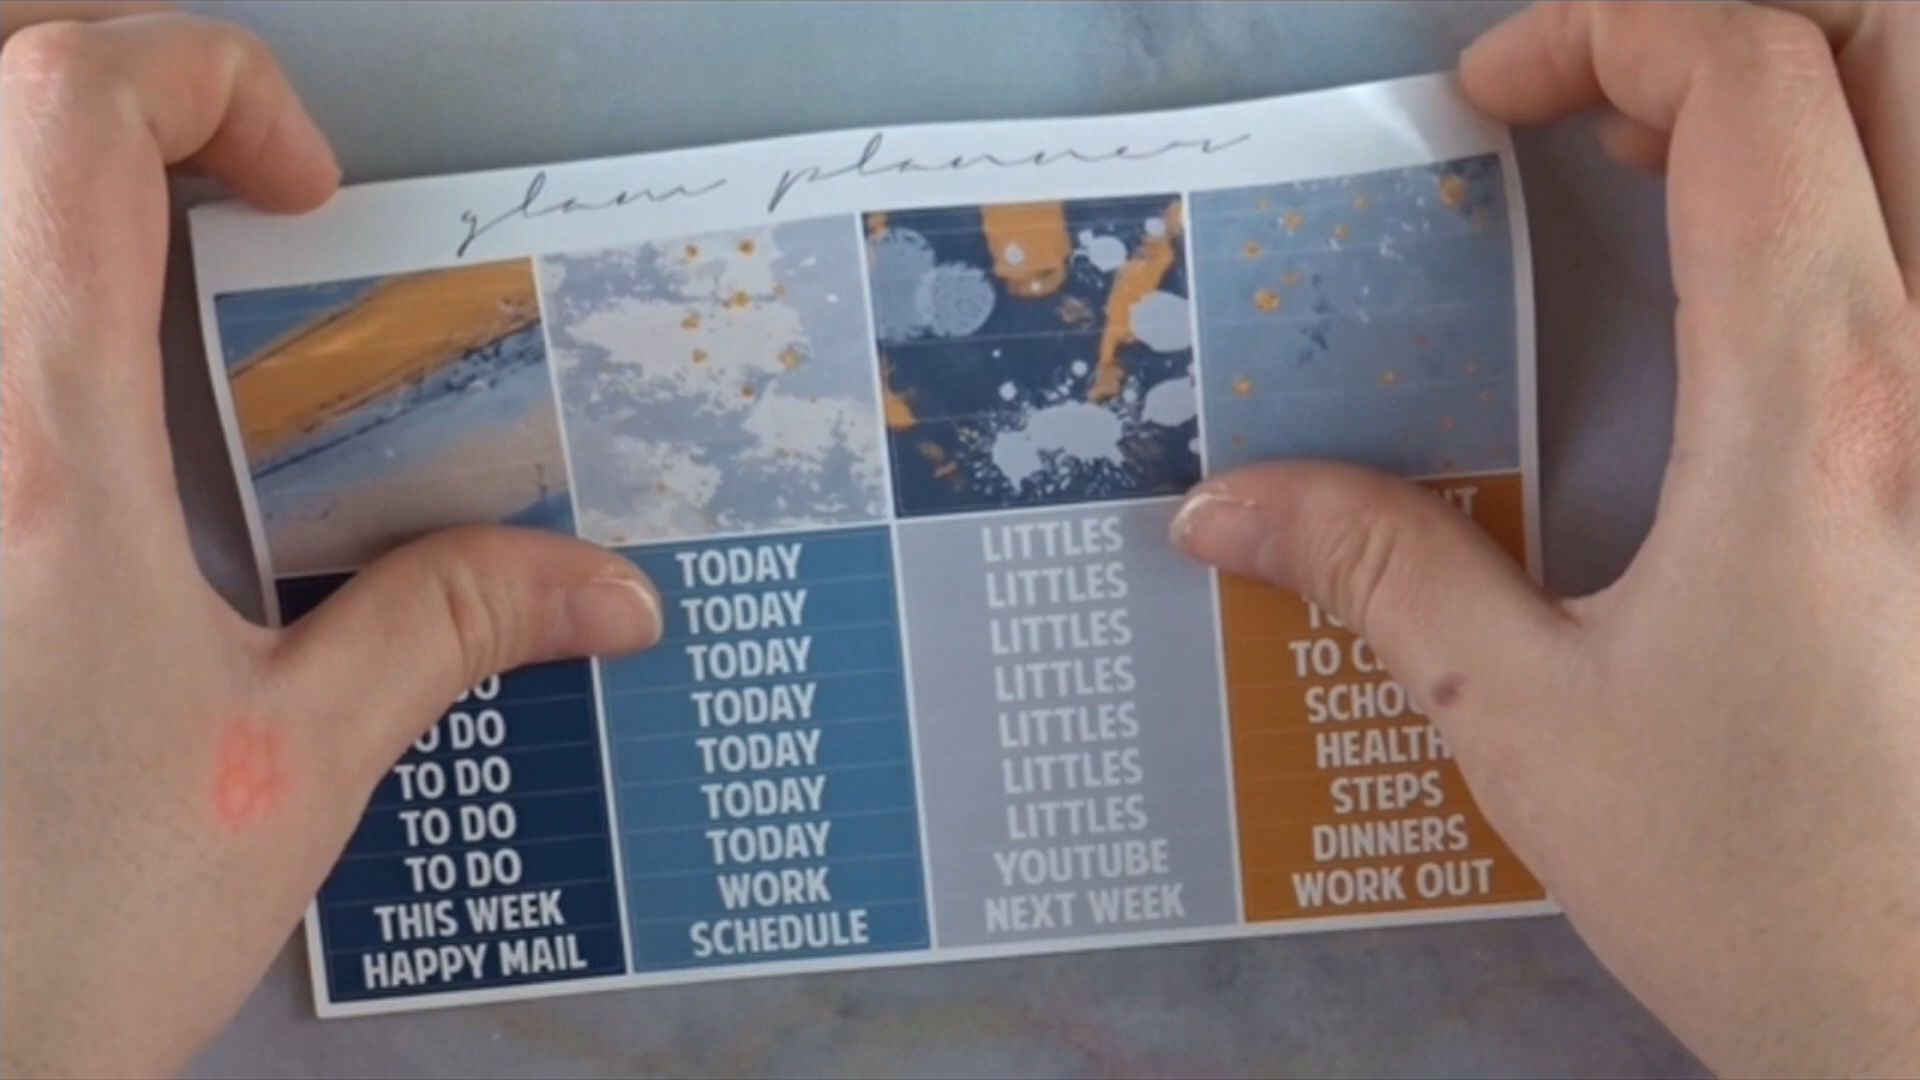 glam planner
TO DO
TO DO
TO DO
TO DO
THIS WEEK
HAPPY MAIL
TODAY
TODAY
TODAY
TODAY
TODAY
TODAY
TODAY
WORK
SCHEDULE
LITTLES
LITTLES
LITTLES
LITTLES
LITTLES
LITTLES
LITTLES
YOUTUBE
NEXT WEEK
HEALTH
STEPS
DINNERS
WORK OUT